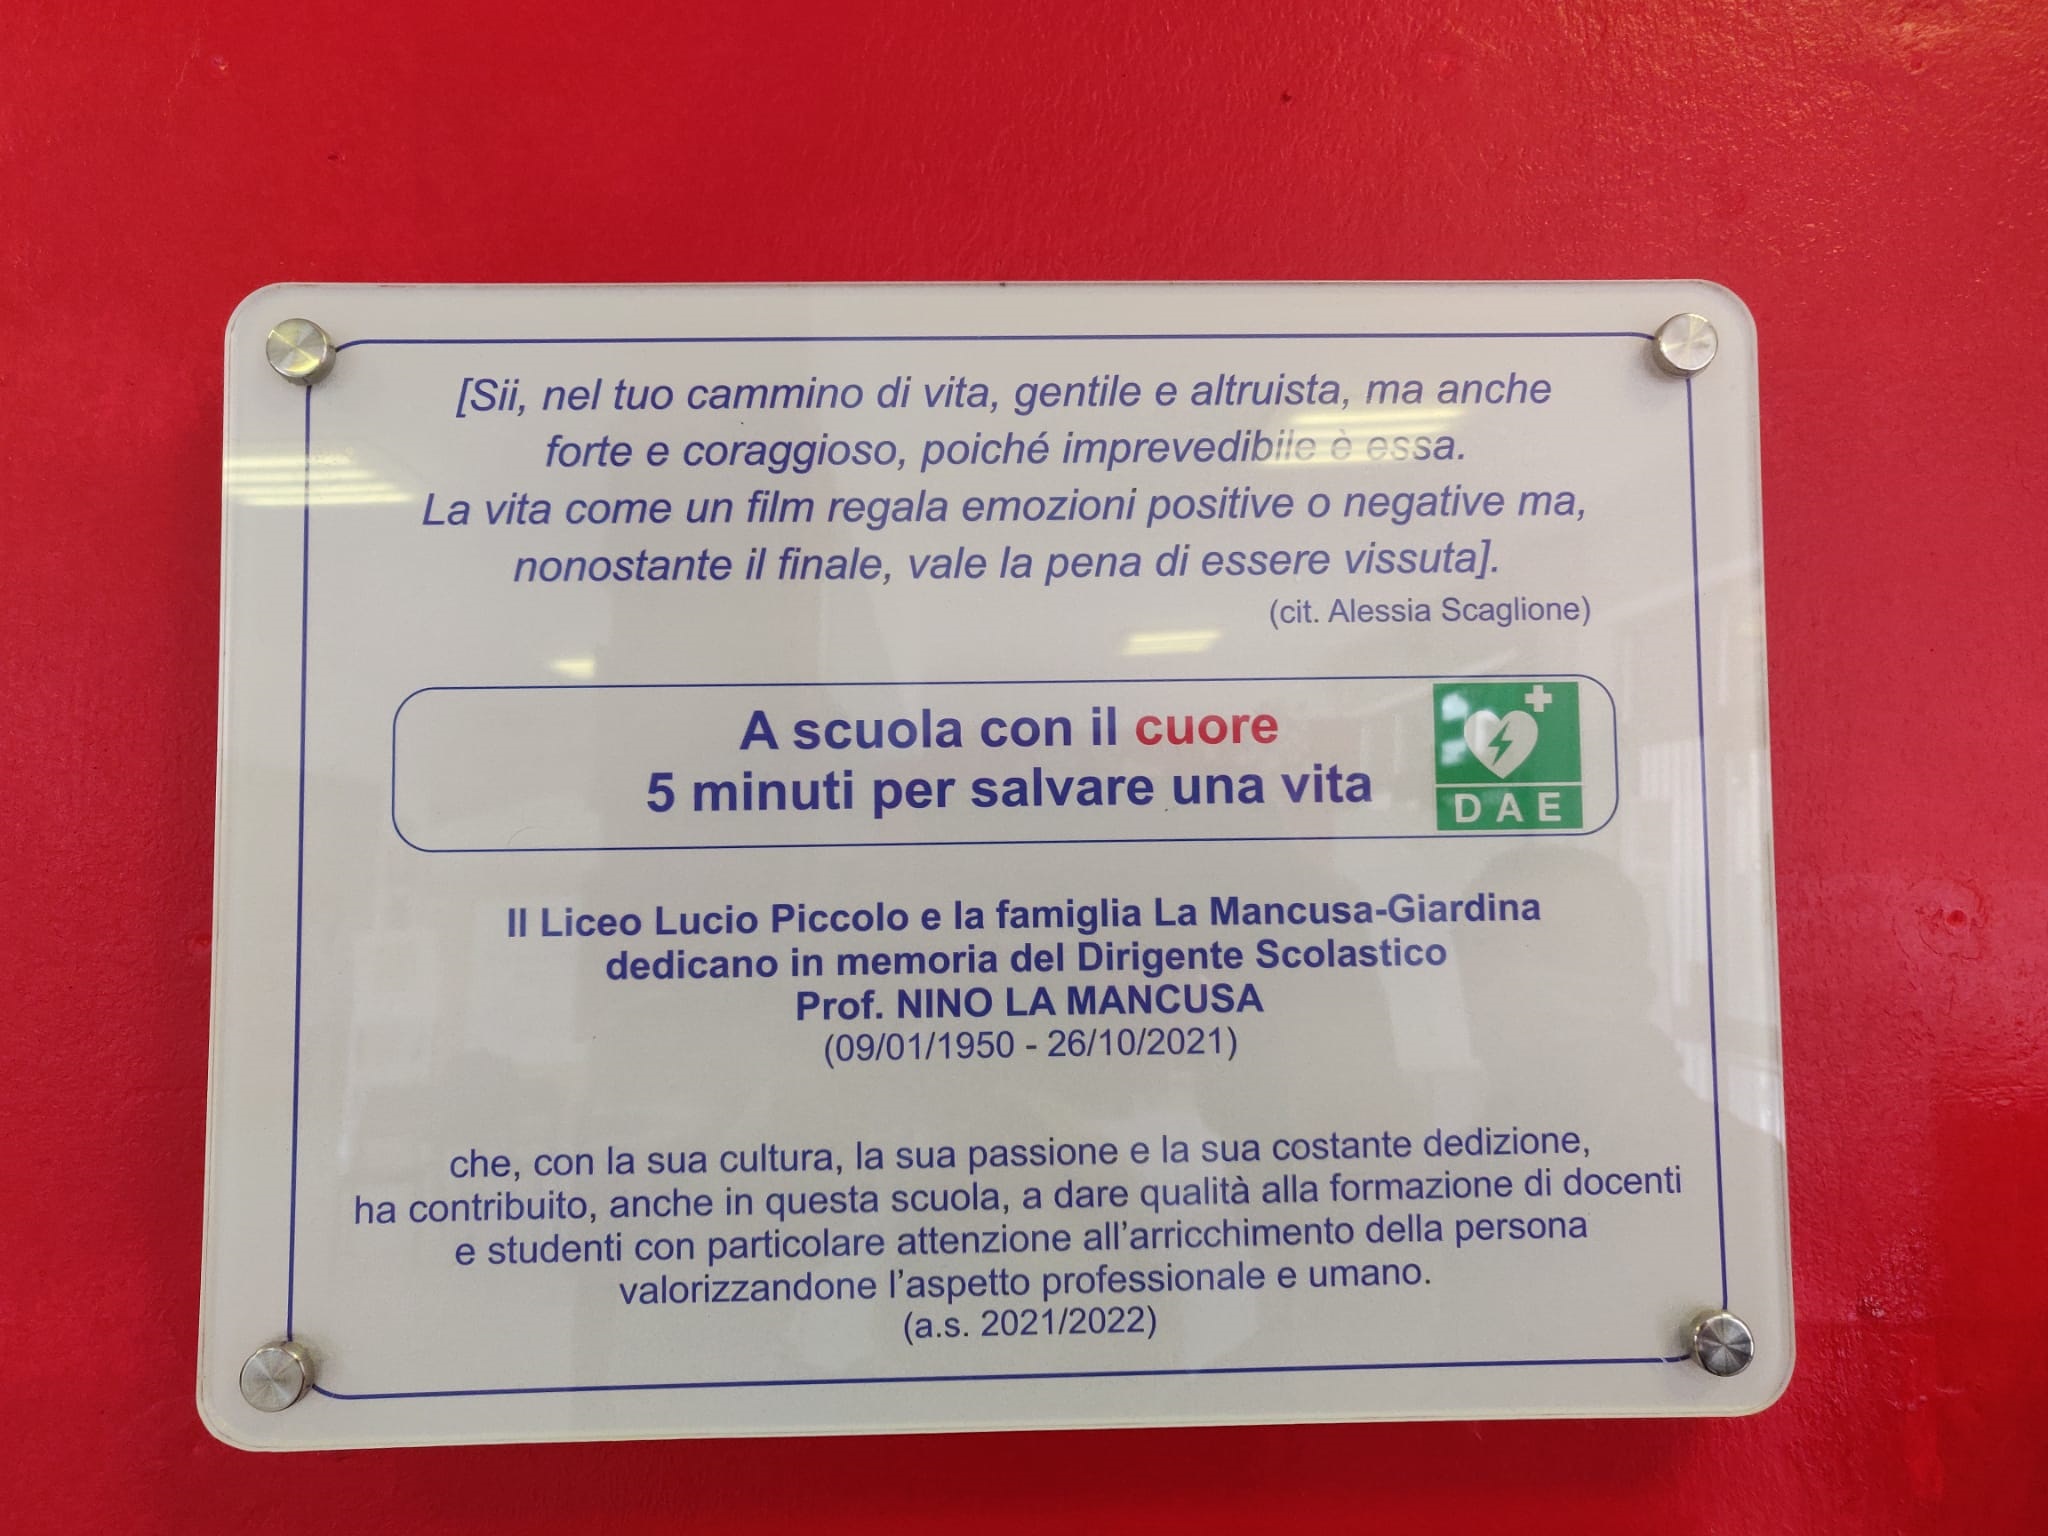 [Sii, nel tuo cammino di vita, gentile e altruista, ma anche
forte e coraggioso, poiché imprevedibile è essa.
La vita come un film regala emozioni positive o negative ma,
nonostante il finale, vale la pena di essere vissuta].
(cit. Alessia Scaglione)
A scuola con il cuore
5 minuti per salvare una vita
DAE
Il Liceo Lucio Piccolo e la famiglia La Mancusa-Giardina
dedicano in memoria del Dirigente Scolastico
Prof. NINO LA MANCUSA
(09/01/1950 - 26/10/2021)
che, con la sua cultura, la sua passione e la sua costante dedizione,
ha contribuito, anche in questa scuola, a dare qualità alla formazione di docenti
e studenti con particolare attenzione all'arricchimento della persona
valorizzandone l'aspetto professionale e umano.
(a.s. 2021/2022)